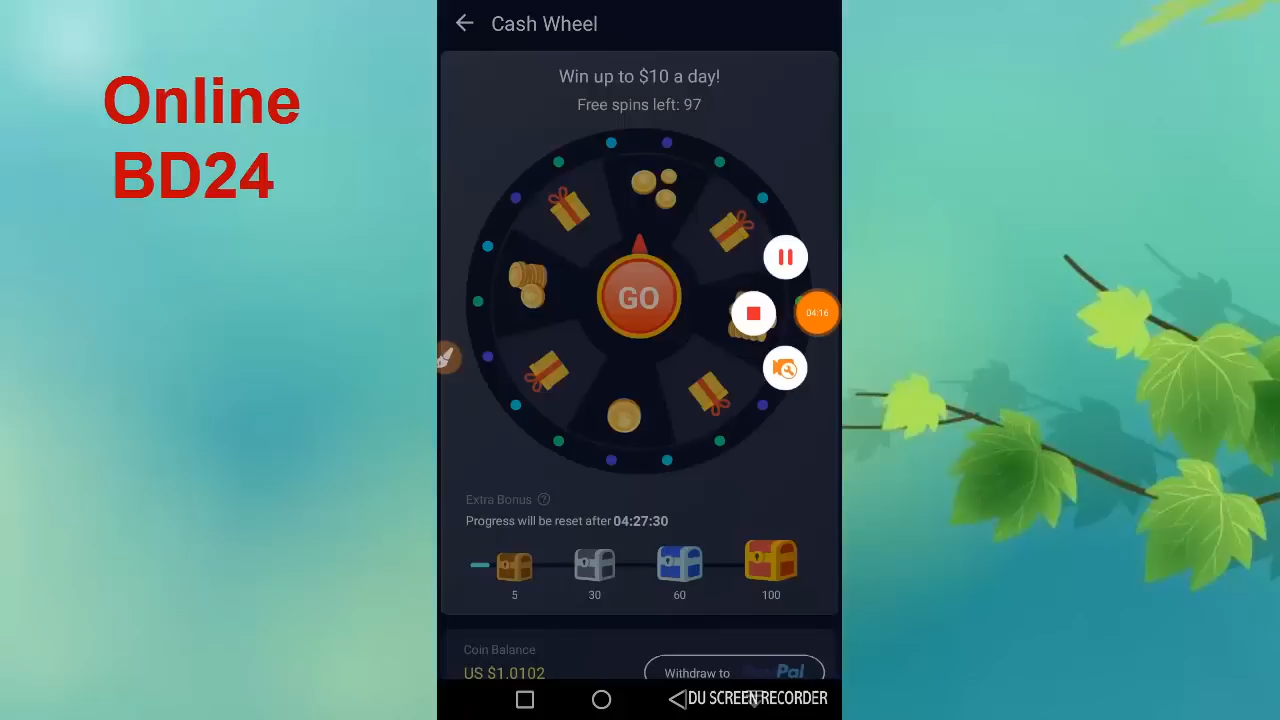 Online
BD24
Cash Wheel
Win up to $10 a day!
Free spins left: 97
GO
04:16
Extra Bonus ?
Progress will be reset after 04:27:30
5 30 60 100
Coin Balance
US $1.0102
Withdraw to Pal
DU SCREEN RECORDER